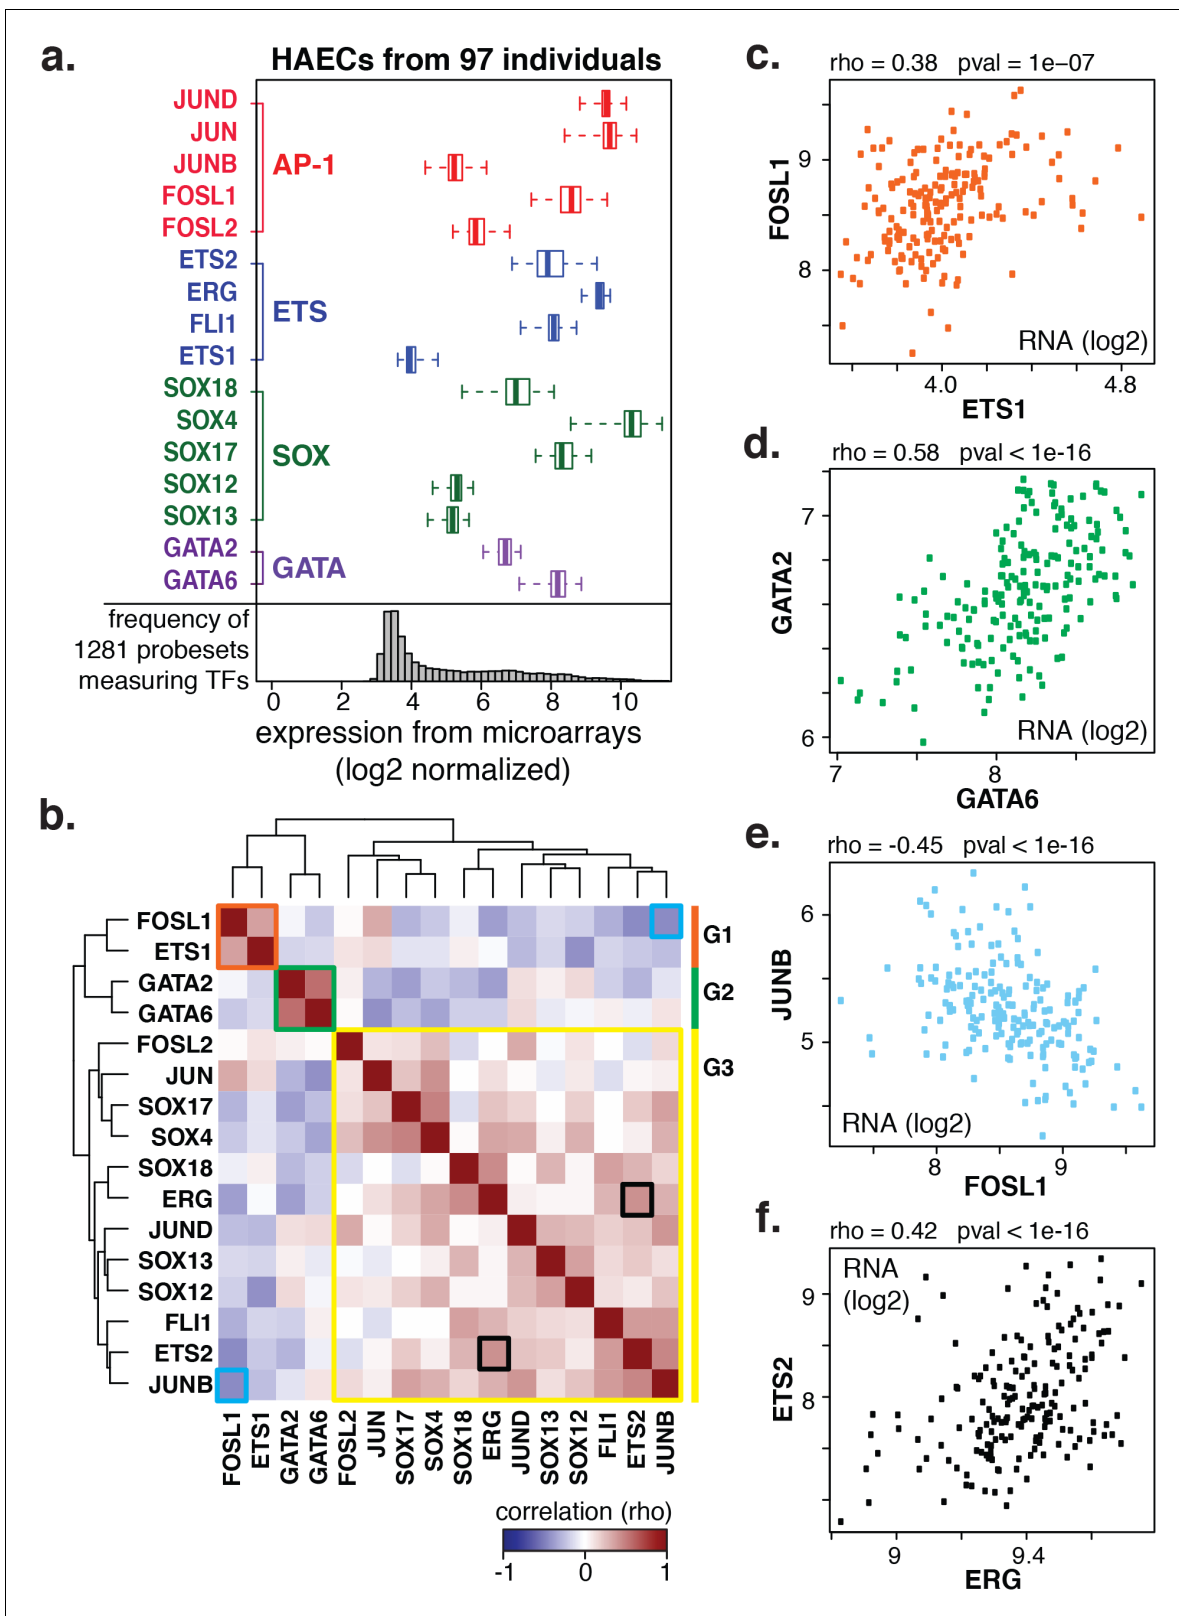 a.
HAECs from 97 individuals
JUND
JUN
JUNB
FOSL1
FOSL2
AP-1
ETS2
ERG
FLI1
ETS1
ETS
SOX18
SOX4
SOX17
SOX12
SOX13
SOX
GATA2
GATA6
GATA
frequency of
1281 probesets
measuring TFs
0 2 4 6 8 10
expression from microarrays
(log2 normalized)
b.
FOSL1
ETS1
GATA2
GATA6
FOSL2
JUN
SOX17
SOX4
SOX18
ERG
JUND
SOX13
SOX12
FLI1
ETS2
JUNB
G1
G2
G3
FOSL1
ETS1
GATA2
GATA6
FOSL2
JUN
SOX17
SOX4
SOX18
ERG
JUND
SOX13
SOX12
FLI1
ETS2
JUNB
correlation (rho)
-1 0 1
c.
rho = 0.38 pval = 1e−07
FOSL1
9
8
RNA (log2)
4.0 4.8
ETS1
d.
rho = 0.58 pval < 1e-16
GATA2
7
6
RNA (log2)
7 8
GATA6
e.
rho = -0.45 pval < 1e-16
JUNB
6
5
RNA (log2)
8 9
FOSL1
f.
rho = 0.42 pval < 1e-16
RNA
(log2)
ETS2
9
8
9 9.4
ERG